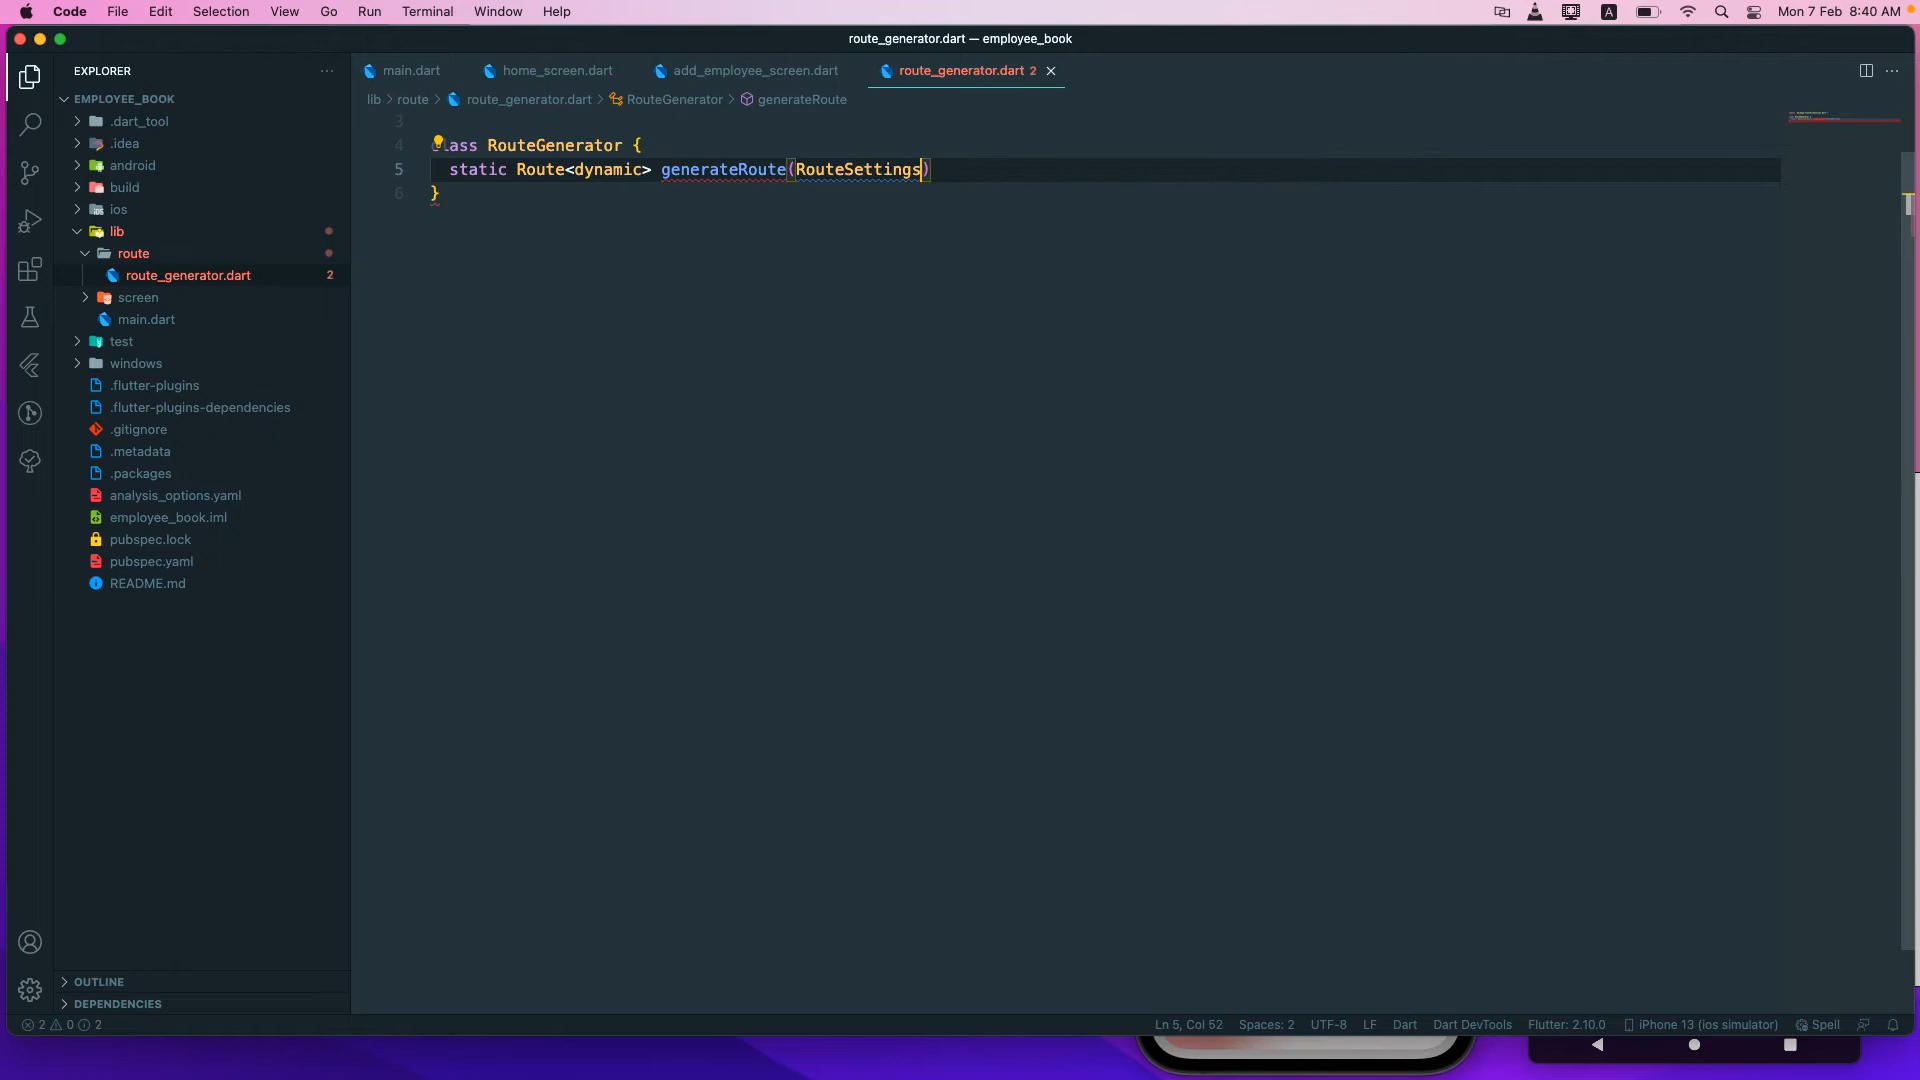 Code File Edit Selection View Go Run Terminal Window Help A Mon 7 Feb 8:40 AM
route_generator.dart — employee_book
EXPLORER
main.dart home_screen.dart add_employee_screen.dart route_generator.dart 2
EMPLOYEE_BOOK
lib > route > route_generator.dart > RouteGenerator > generateRoute
.dart_tool
.idea
android
build
ios
lib
route
route_generator.dart 2
screen
main.dart
test
windows
.flutter-plugins
.flutter-plugins-dependencies
.gitignore
.metadata
.packages
analysis_options.yaml
employee_book.iml
pubspec.lock
pubspec.yaml
README.md
3
4 class RouteGenerator {
5 static Route<dynamic> generateRoute(RouteSettings)
6 }
OUTLINE
DEPENDENCIES
2 0 2 Ln 5, Col 52 Spaces: 2 UTF-8 LF Dart Dart DevTools Flutter: 2.10.0 iPhone 13 (ios simulator) Spell